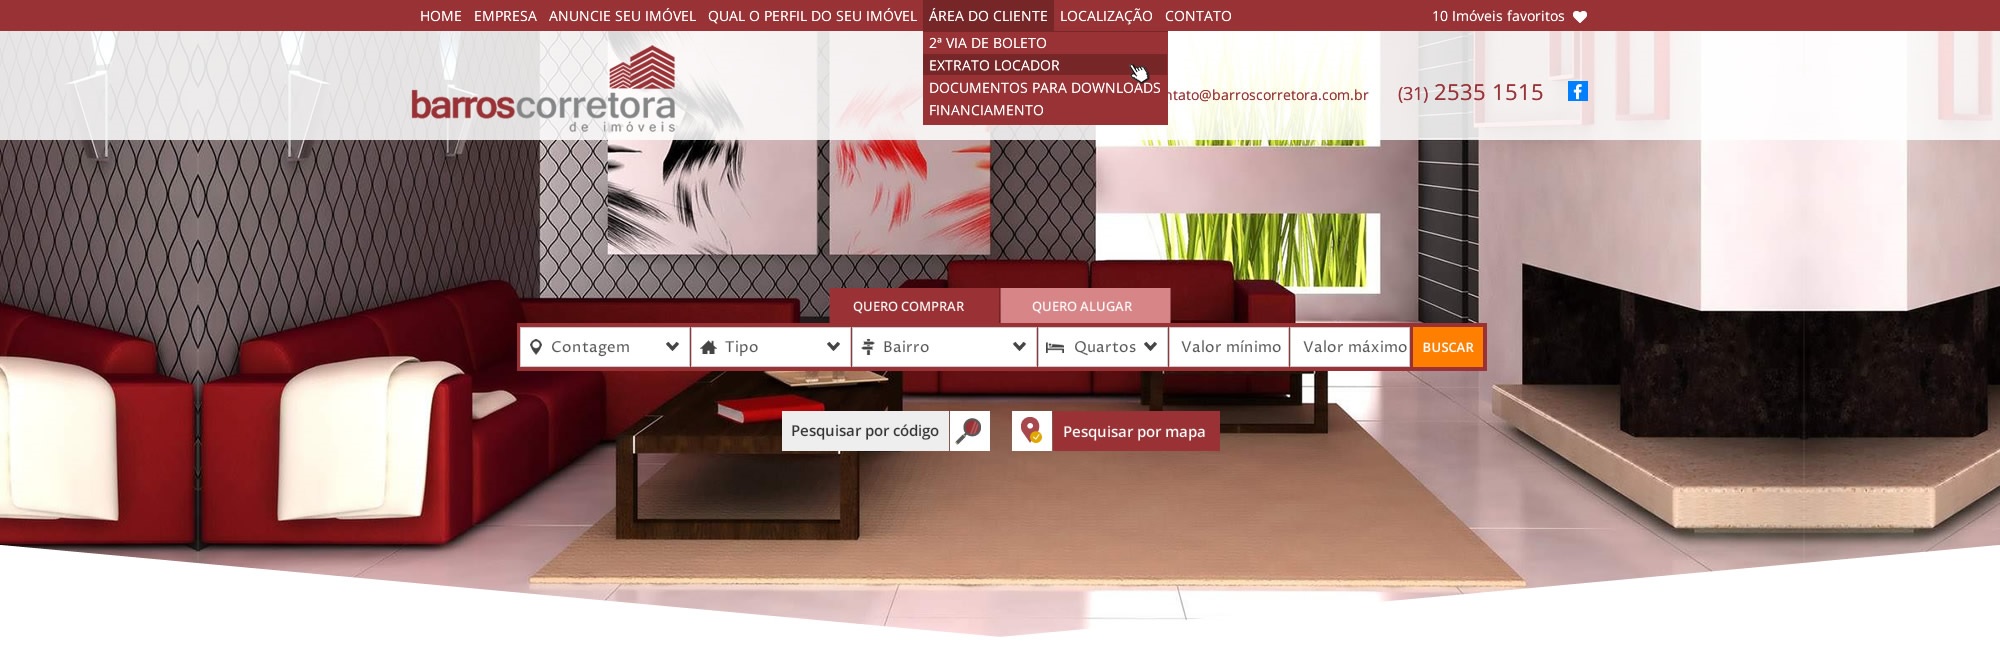 HOME EMPRESA ANUNCIE SEU IMÓVEL QUAL O PERFIL DO SEU IMÓVEL ÁREA DO CLIENTE LOCALIZAÇÃO CONTATO 10 Imóveis favoritos
2ª VIA DE BOLETO
EXTRATO LOCADOR
DOCUMENTOS PARA DOWNLOADS
FINANCIAMENTO
barroscorretora
de imóveis
ntato@barroscorretora.com.br (31) 2535 1515
QUERO COMPRAR QUERO ALUGAR
Contagem Tipo Bairro Quartos Valor mínimo Valor máximo BUSCAR
Pesquisar por código Pesquisar por mapa